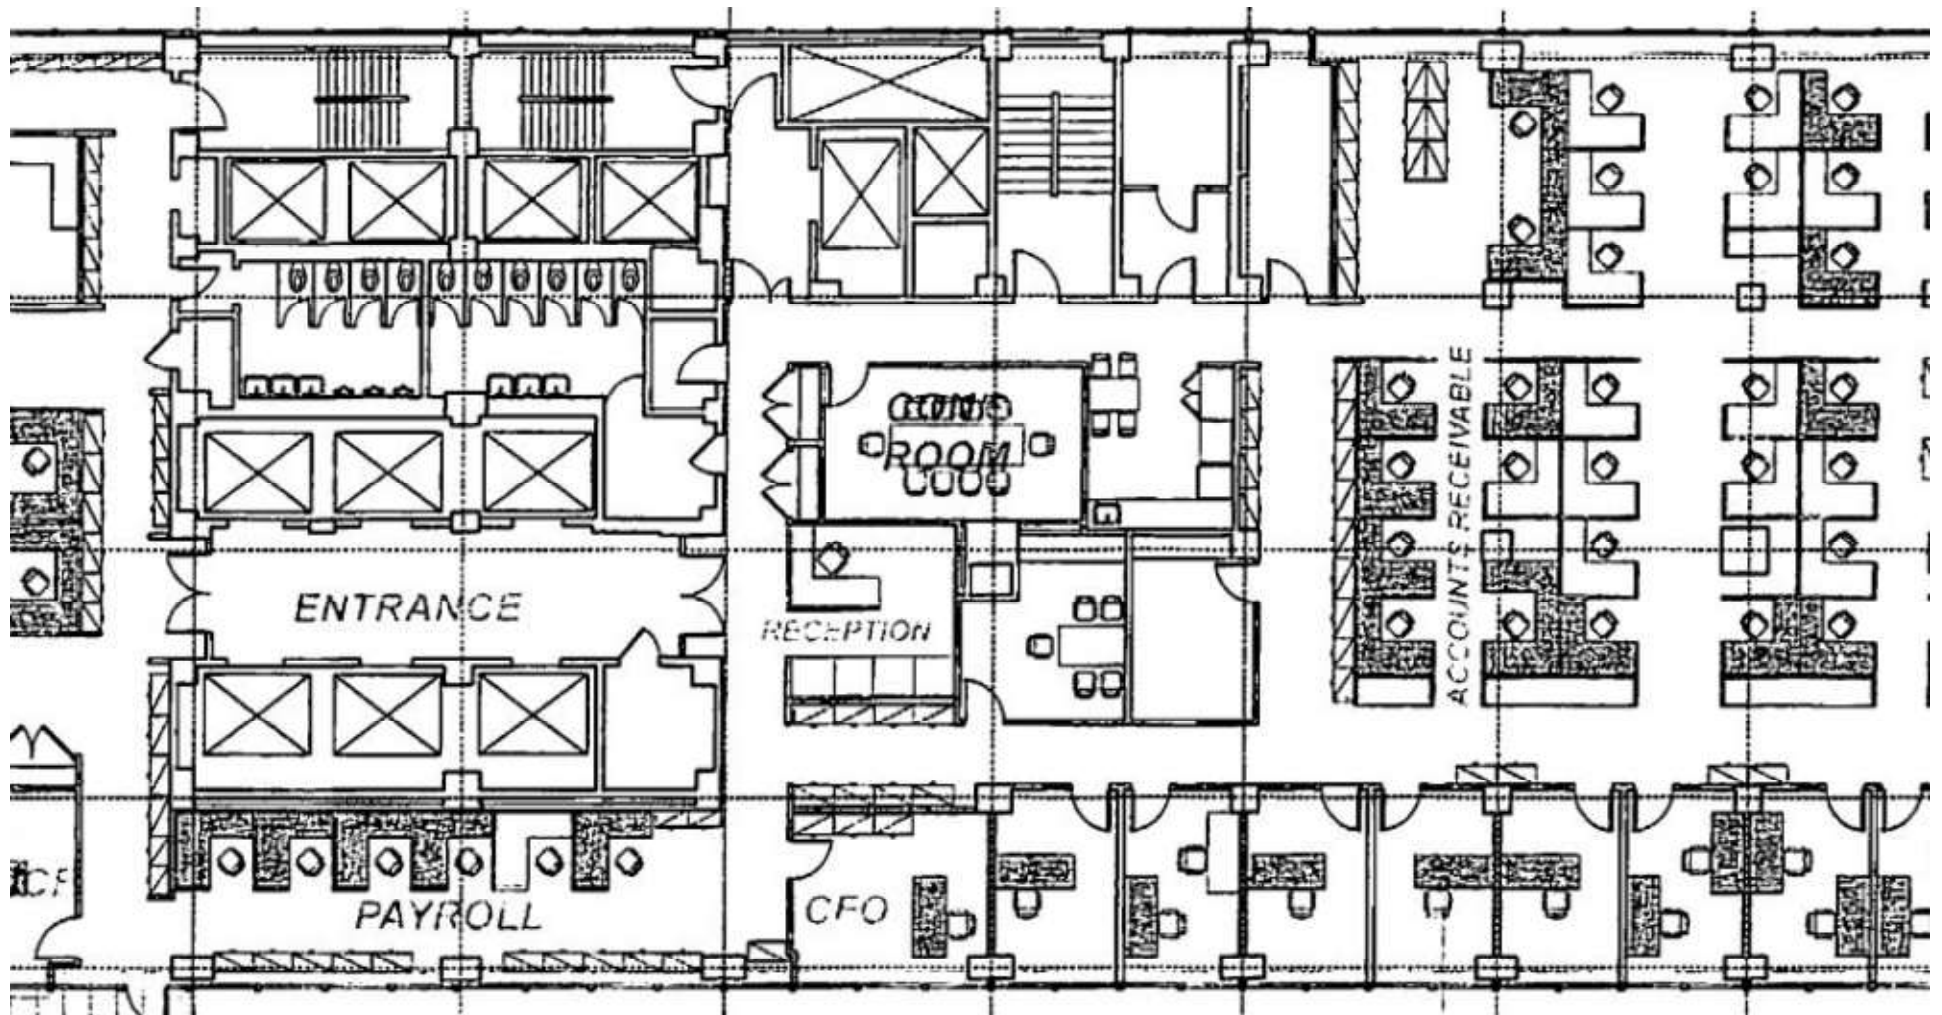 CONF
ROOM
ACCOUNTS RECEIVABLE
ENTRANCE
RECEPTION
PAYROLL
CFO